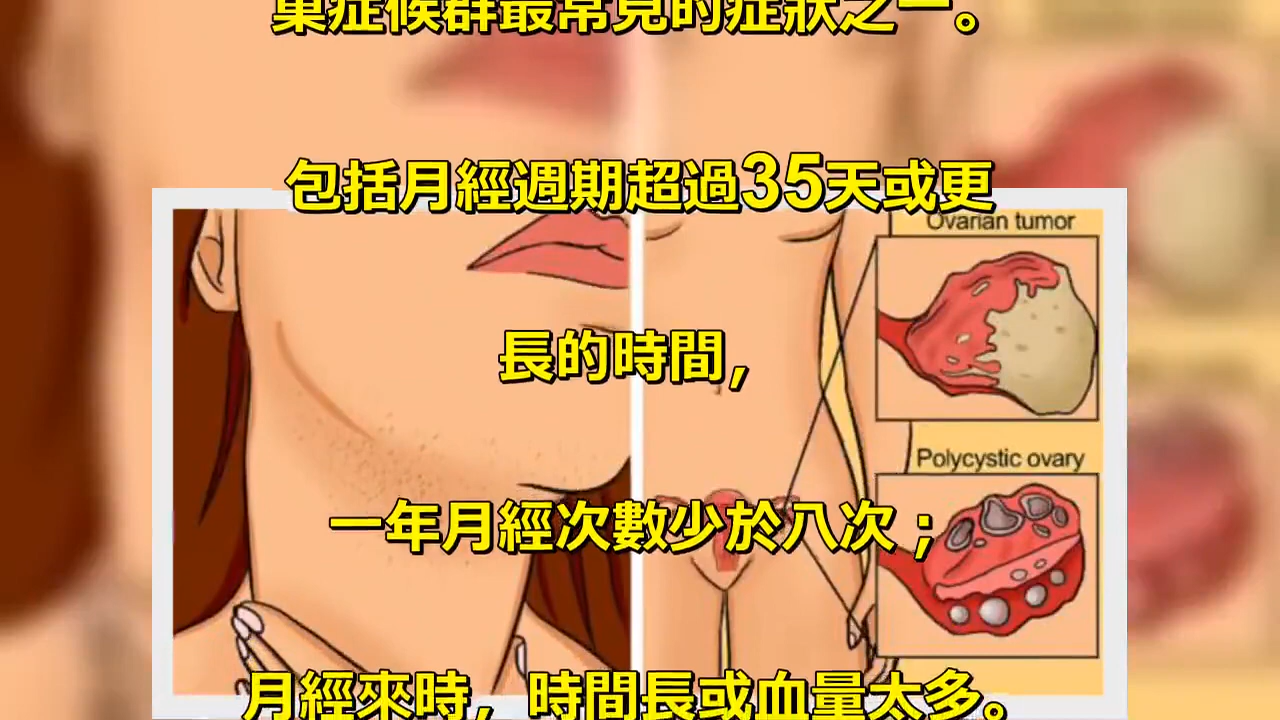 巢症候群最常見的症狀之一。
包括月經週期超過35天或更
Ovarian tumor
長的時間，
Polycystic ovary
一年月經次數少於八次；
月經來時，時間長或血量太多。